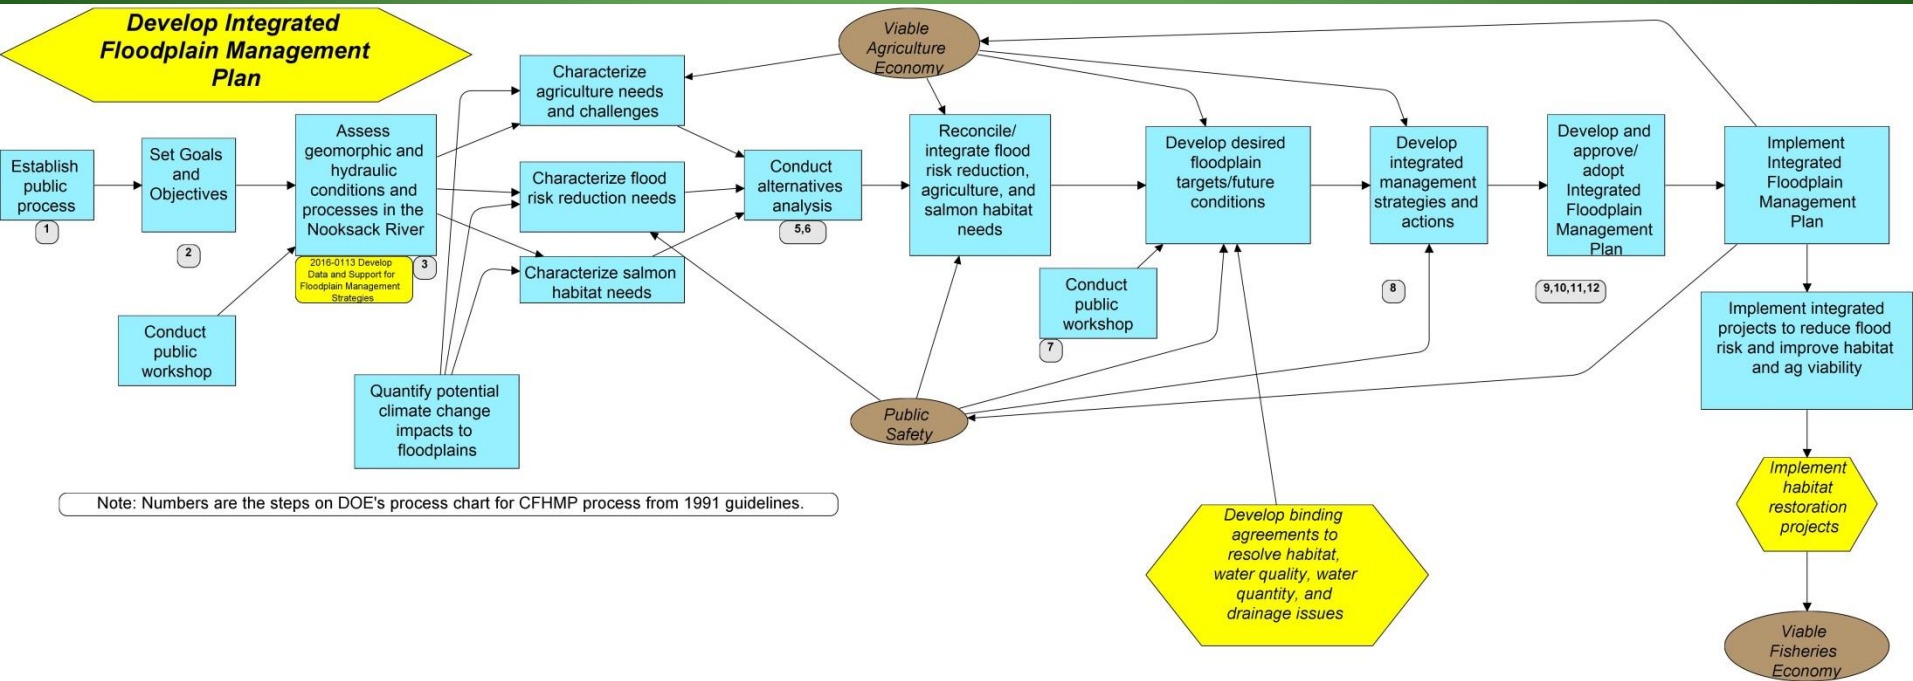 Develop Integrated
Floodplain Management
Plan
Viable
Agriculture
Economy
Characterize
agriculture needs
and challenges
Establish
public
process
1
Set Goals
and
Objectives
2
Assess
geomorphic and
hydraulic
conditions and
processes in the
Nooksack River
2016-0113 Develop
Data and Support for
Floodplain Management
Strategies
3
Characterize flood
risk reduction needs
Characterize salmon
habitat needs
Conduct
alternatives
analysis
5,6
Reconcile/
integrate flood
risk reduction,
agriculture, and
salmon habitat
needs
Develop desired
floodplain
targets/future
conditions
Develop
integrated
management
strategies and
actions
8
Develop and
approve/
adopt
Integrated
Floodplain
Management
Plan
9,10,11,12
Implement
Integrated
Floodplain
Management
Plan
Conduct
public
workshop
Conduct
public
workshop
7
Implement integrated
projects to reduce flood
risk and improve habitat
and ag viability
Quantify potential
climate change
impacts to
floodplains
Public
Safety
Implement
habitat
restoration
projects
Note: Numbers are the steps on DOE's process chart for CFHMP process from 1991 guidelines.
Develop binding
agreements to
resolve habitat,
water quality, water
quantity, and
drainage issues
Viable
Fisheries
Economy